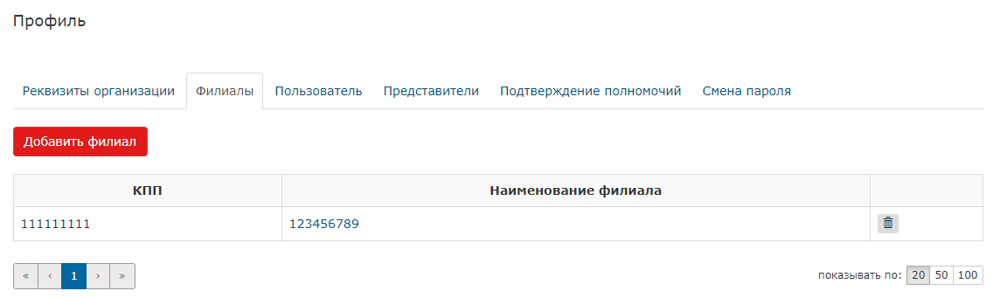 Профиль
Реквизиты организации Филиалы Пользователь Представители Подтверждение полномочий Смена пароля
Добавить филиал
КПП Наименование филиала
111111111 123456789
« ‹ 1 › » показывать по: 20 50 100